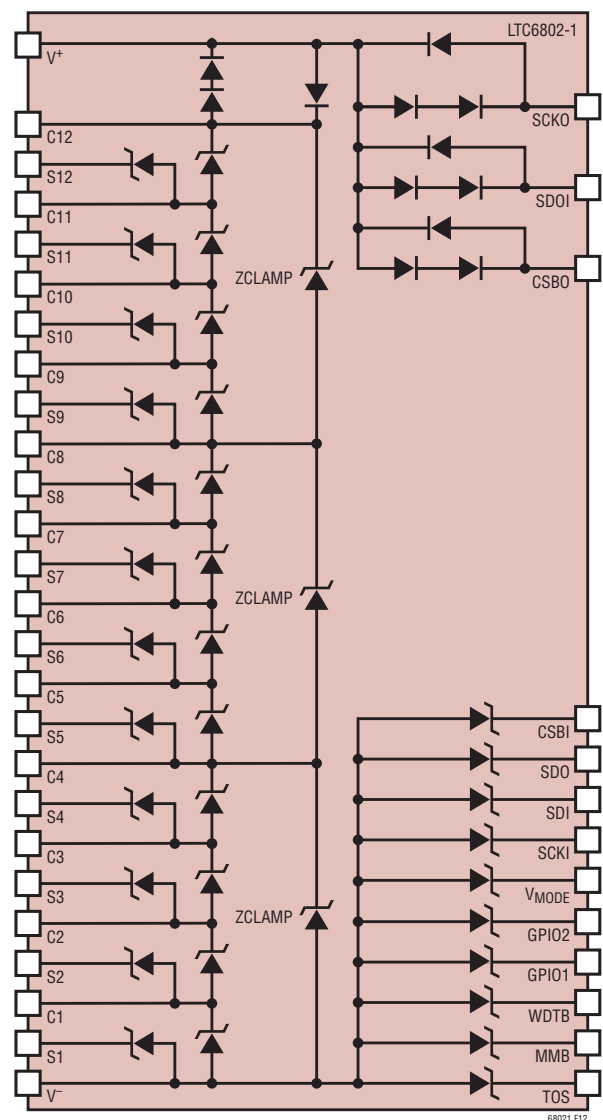 LTC6802-1
V+
C12
S12
C11
S11
C10
S10
C9
S9
C8
S8
C7
S7
C6
S6
C5
S5
C4
S4
C3
S3
C2
S2
C1
S1
V–
ZCLAMP
ZCLAMP
ZCLAMP
SCKO
SDOI
CSBO
CSBI
SDO
SDI
SCKI
VMODE
GPIO2
GPIO1
WDTB
MMB
TOS
68021 F12